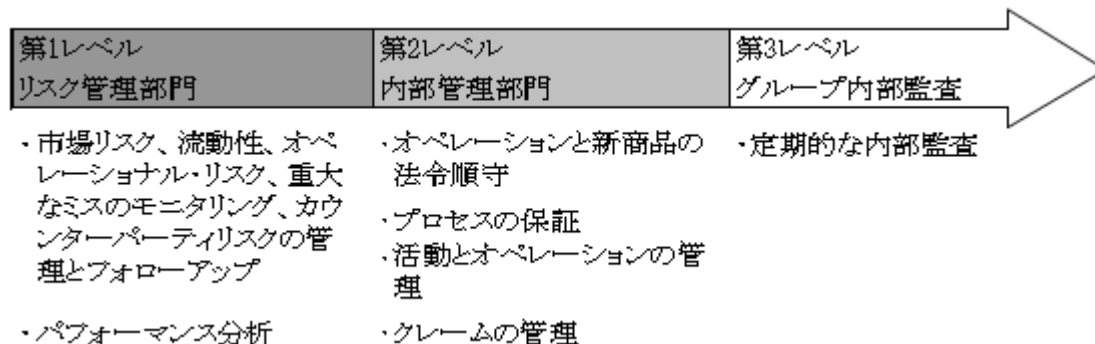 第1レベル
リスク管理部門
第2レベル
内部管理部門
第3レベル
グループ内部監査
・市場リスク、流動性、オペ
レーショナル・リスク、重大
なミスのモニタリング、カウ
ンターパーティリスクの管
理とフォローアップ
・パフォーマンス分析
・オペレーションと新商品の
法令順守
・プロセスの保証
・活動とオペレーションの管
理
・クレームの管理
・定期的な内部監査